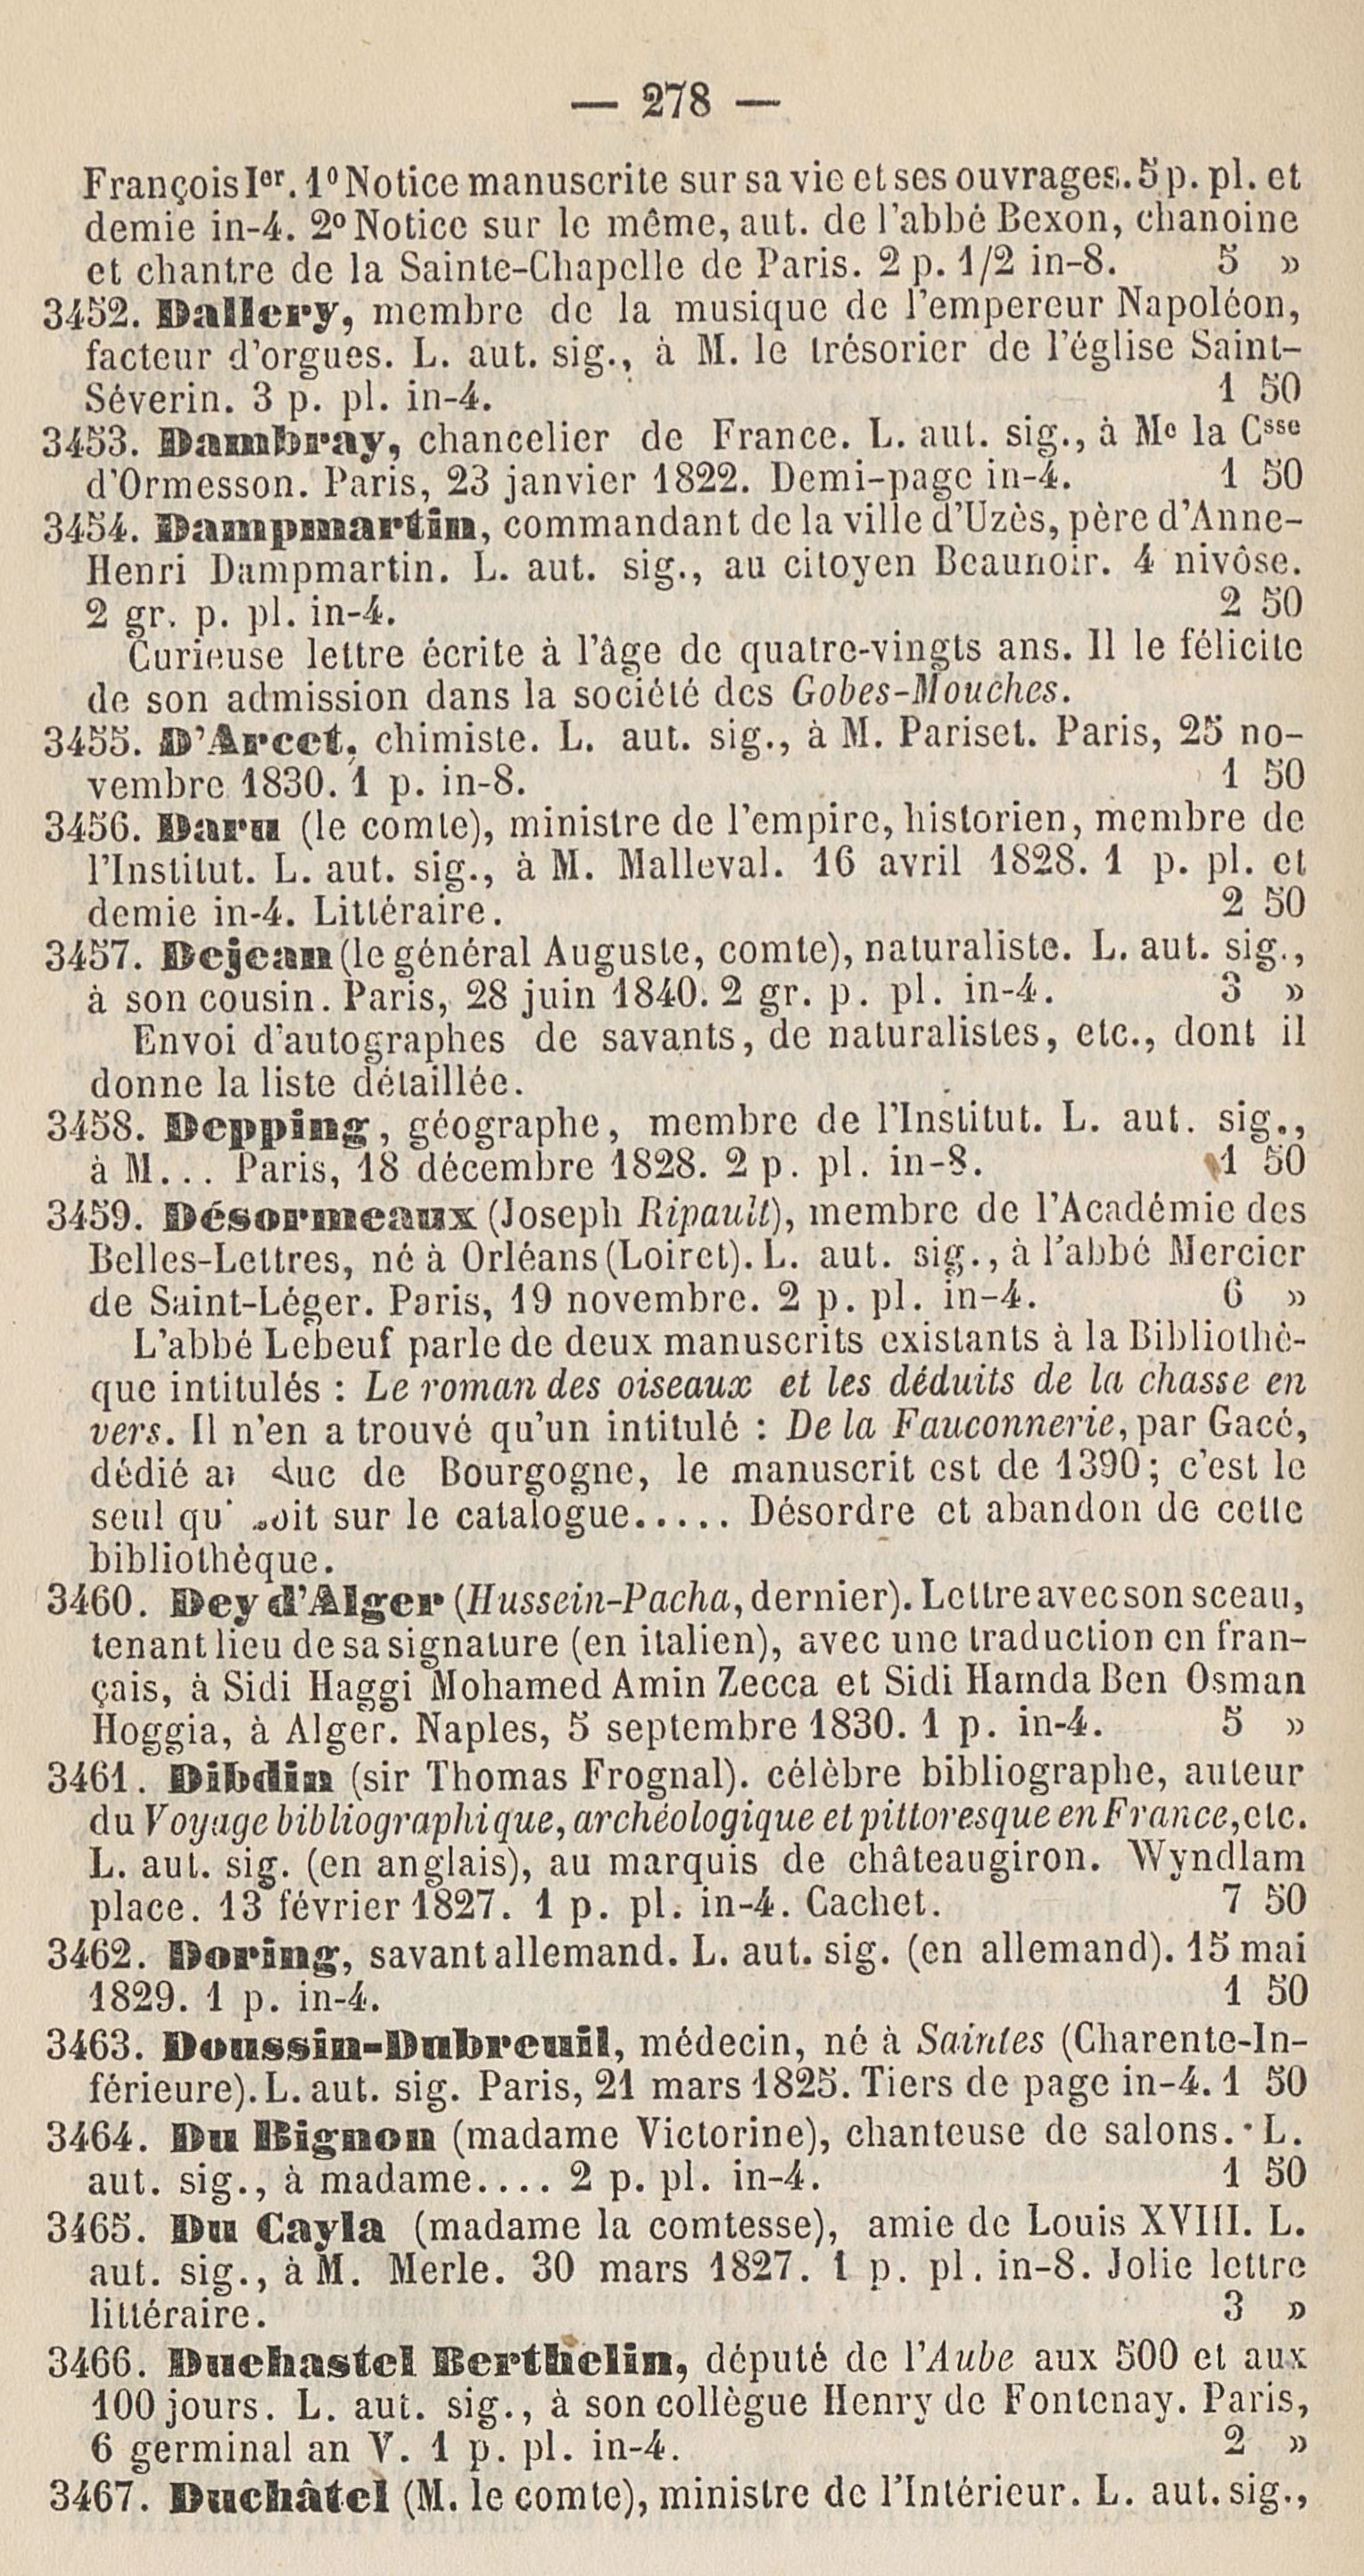 — 278 —
François Ier. 1º Notice manuscrite sur sa vie et ses ouvrages. 5 p. pl. et
demie in-4. 2º Notice sur le même, aut. de l'abbé Bexon, chanoine
et chantre de la Sainte-Chapelle de Paris. 2 p. 1/2 in-8. 5 »
3452. Dallery, membre de la musique de l'empereur Napoléon,
facteur d'orgues. L. aut. sig., à M. le trésorier de l'église Saint-
Séverin. 3 p. pl. in-4. 1 50
3453. Dambray, chancelier de France. L. aut. sig., à Me la Csse
d'Ormesson. Paris, 23 janvier 1822. Demi-page in-4. 1 50
3454. Dampmartin, commandant de la ville d'Uzès, père d'Anne-
Henri Dampmartin. L. aut. sig., au citoyen Beaunoir. 4 nivôse.
2 gr. p. pl. in-4. 2 50
Curieuse lettre écrite à l'âge de quatre-vingts ans. Il le félicite
de son admission dans la société des Gobes-Mouches.
3455. D'Arcet, chimiste. L. aut. sig., à M. Pariset. Paris, 25 no-
vembre 1830. 1 p. in-8. 1 50
3456. Daru (le comte), ministre de l'empire, historien, membre de
l'Institut. L. aut. sig., à M. Malleval. 16 avril 1828. 1 p. pl. et
demie in-4. Littéraire. 2 50
3457. Dejean (le général Auguste, comte), naturaliste. L. aut. sig.,
à son cousin. Paris, 28 juin 1840. 2 gr. p. pl. in-4. 3 »
Envoi d'autographes de savants, de naturalistes, etc., dont il
donne la liste détaillée.
3458. Depping, géographe, membre de l'Institut. L. aut. sig.,
à M... Paris, 18 décembre 1828. 2 p. pl. in-8. 1 50
3459. Désormeaux (Joseph Ripault), membre de l'Académie des
Belles-Lettres, né à Orléans (Loiret). L. aut. sig., à l'abbé Mercier
de Saint-Léger. Paris, 19 novembre. 2 p. pl. in-4. 6 »
L'abbé Lebeuf parle de deux manuscrits existants à la Bibliothè-
que intitulés : Le roman des oiseaux et les déduits de la chasse en
vers. Il n'en a trouvé qu'un intitulé : De la Fauconnerie, par Gacé,
dédié duc de Bourgogne, le manuscrit est de 1390; c'est le
seul sur le catalogue..... Désordre et abandon de cette
bibliothèque.
3460. Dey d'Alger (Hussein-Pacha, dernier). Lettre avec son sceau,
tenant lieu de sa signature (en italien), avec une traduction en fran-
çais, à Sidi Haggi Mohamed Amin Zecca et Sidi Hamda Ben Osman
Hoggia, à Alger. Naples, 5 septembre 1830. 1 p. in-4. 5 »
3461. Dibdin (sir Thomas Frognal). célèbre bibliographe, auteur
du Voyage bibliographique, archéologique et pittoresque en France, etc.
L. aut. sig. (en anglais), au marquis de châteaugiron. Wyndlam
place. 13 février 1827. 1 p. pl. in-4. Cachet. 7 50
3462. Doring, savant allemand. L. aut. sig. (en allemand). 15 mai
1829. 1 p. in-4. 1 50
3463. Doussin-Dubreuil, médecin, né à Saintes (Charente-In-
férieure). L. aut. sig. Paris, 21 mars 1825. Tiers de page in-4. 1 50
3464. Du Bignon (madame Victorine), chanteuse de salons. L.
aut. sig., à madame.... 2 p. pl. in-4. 1 50
3465. Du Cayla (madame la comtesse), amie de Louis XVIII. L.
aut. sig., à M. Merle. 30 mars 1827. 1 p. pl. in-8. Jolie lettre
littéraire. 3 »
3466. Duchastel Berthelin, député de l'Aube aux 500 et aux
100 jours. L. aut. sig., à son collègue Henry de Fontenay. Paris,
6 germinal an V. 1 p. pl. in-4. 2 »
3467. Duchâtel (M. le comte), ministre de l'Intérieur. L. aut. sig.,